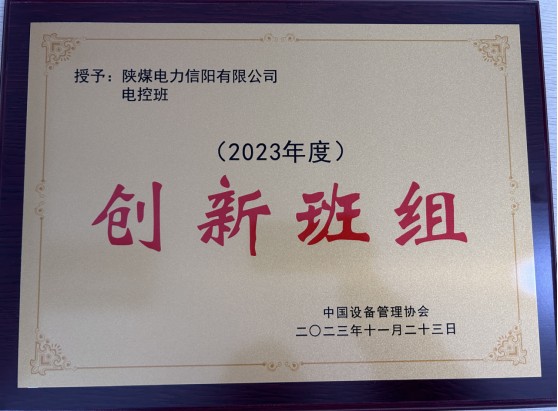 授予：陕煤电力信阳有限公司
电控班
（2023年度）
创新班组
中国设备管理协会
二〇二三年十一月二十三日